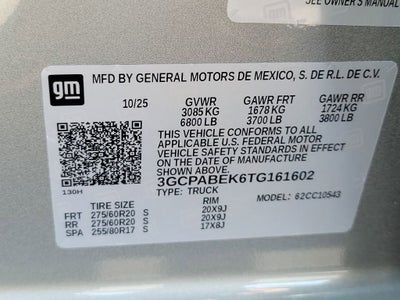 SEE OWNER'S MANUAL
gm
MFD BY GENERAL MOTORS DE MEXICO, S. DE R.L. DE C.V.
10/25 GVWR GAWR FRT GAWR RR
3085 KG 1678 KG 1724 KG
6800 LB 3700 LB 3800 LB
THIS VEHICLE CONFORMS TO ALL
APPLICABLE U.S. FEDERAL MOTOR
VEHICLE SAFETY STANDARDS IN EFFECT
ON THE DATE OF MANUFACTURE
SHOWN ABOVE.
3GCPABEK6TG161602
130H TYPE: TRUCK MODEL: 62CC10543
TIRE SIZE RIM
FRT 275/60R20 S 20X9J
RR 275/60R20 S 20X9J
SPA 255/80R17 S 17X8J